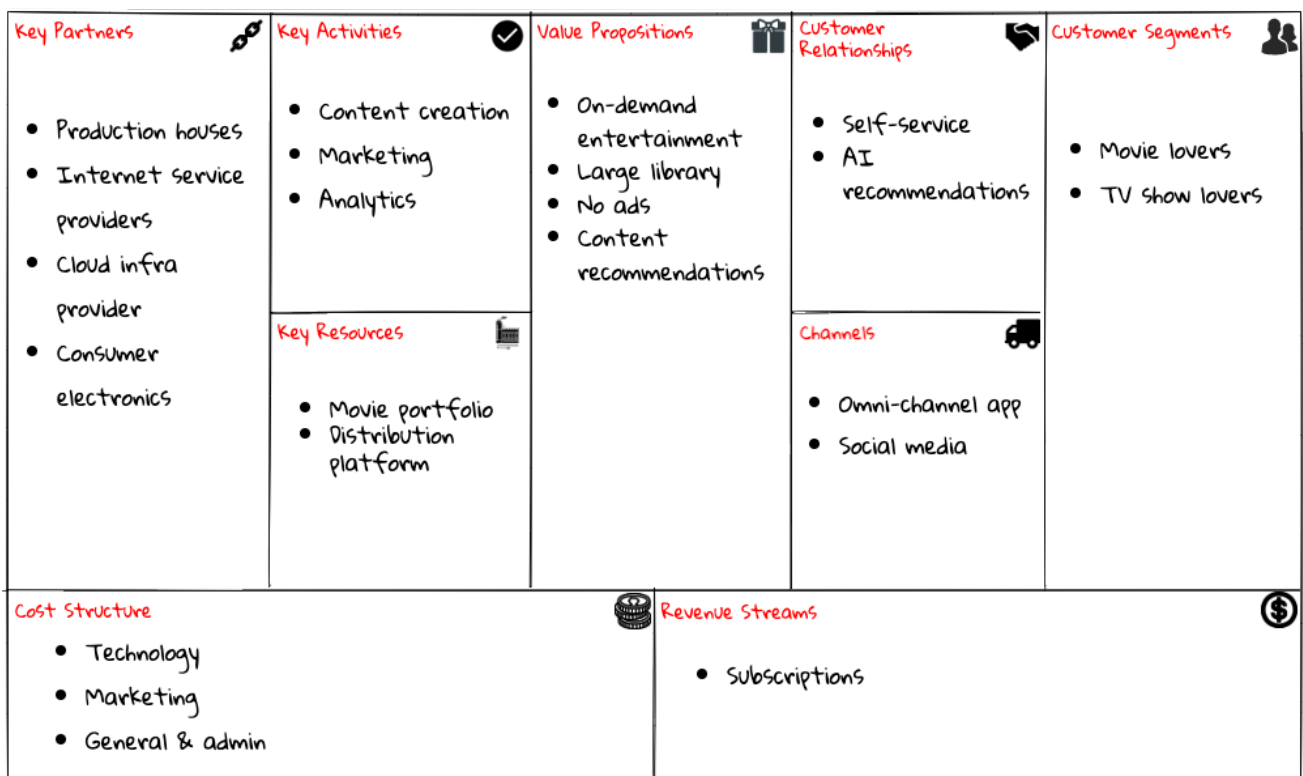 Key Partners
• Production houses
• Internet service
providers
• Cloud infra
provider
• Consumer
electronics
Key Activities
• Content creation
• Marketing
• Analytics
Key Resources
• Movie portfolio
• Distribution
platform
Value Propositions
• On-demand
entertainment
• Large library
• No ads
• Content
recommendations
Customer
Relationships
• Self-service
• AI
recommendations
Channels
• Omni-channel app
• Social media
Customer Segments
• Movie lovers
• TV show lovers
Cost Structure
• Technology
• Marketing
• General & admin
Revenue Streams
$
• Subscriptions